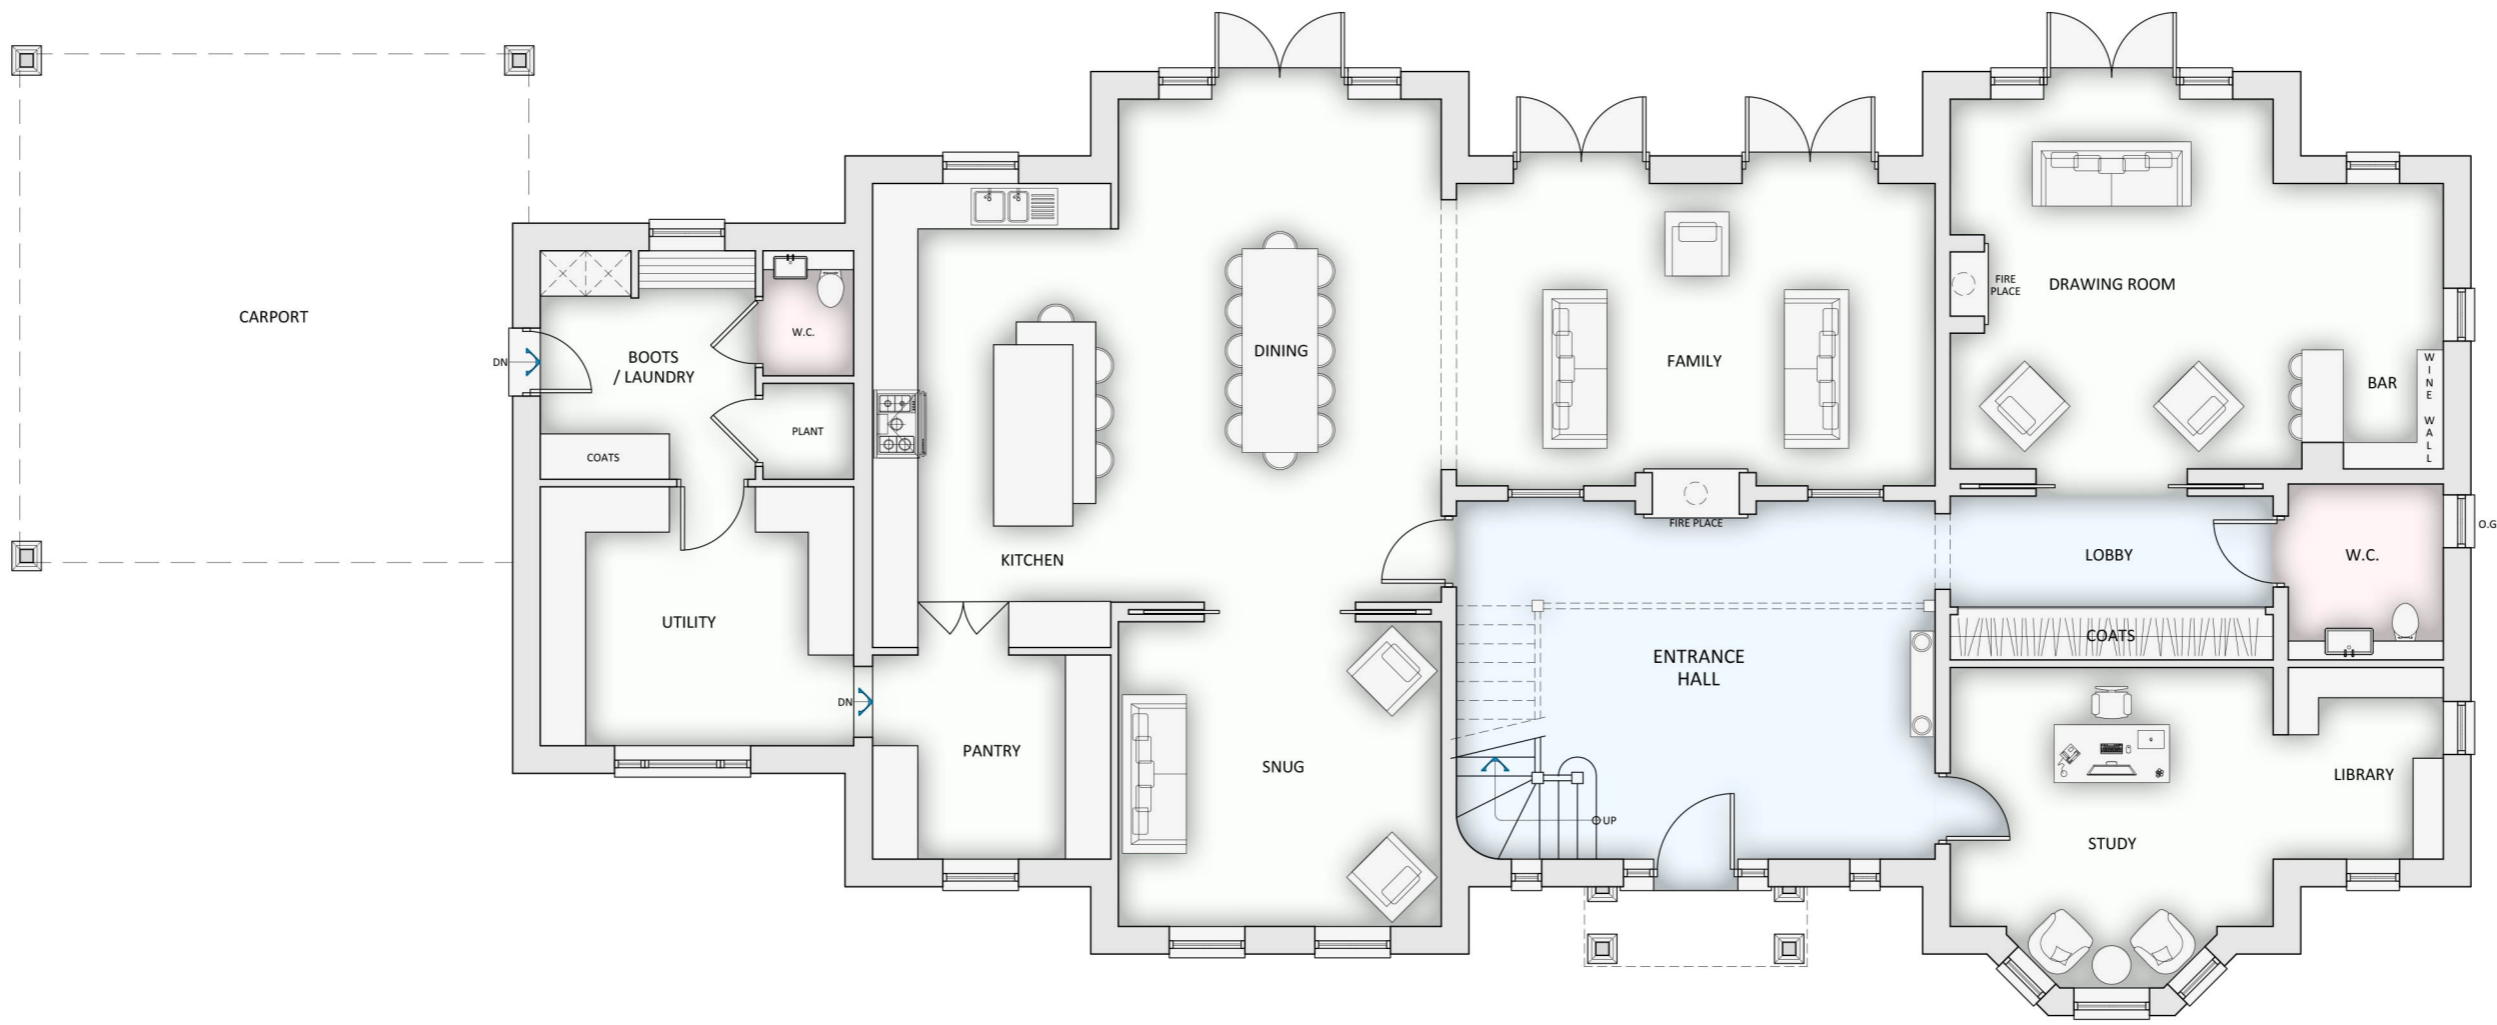 CARPORT
DN
BOOTS
/ LAUNDRY
W.C.
PLANT
COATS
UTILITY
DN
KITCHEN
PANTRY
DINING
SNUG
FAMILY
FIRE PLACE
ENTRANCE
HALL
UP
FIRE
PLACE
DRAWING ROOM
BAR
WINE WALL
LOBBY
W.C.
O.G
COATS
STUDY
LIBRARY